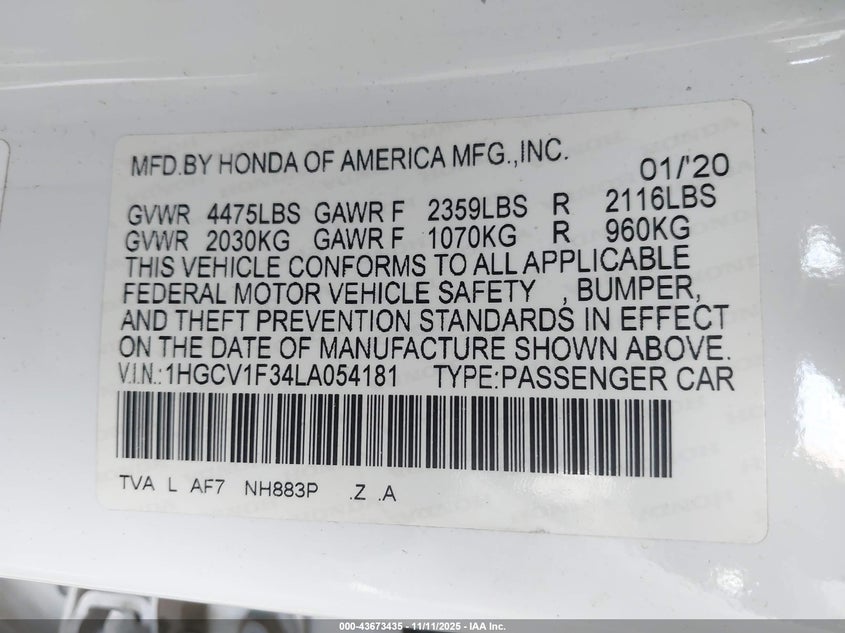 MFD.BY HONDA OF AMERICA MFG.,INC. 01/'20
GVWR 4475LBS GAWR F 2359LBS R 2116LBS
GVWR 2030KG GAWR F 1070KG R 960KG
THIS VEHICLE CONFORMS TO ALL APPLICABLE
FEDERAL MOTOR VEHICLE SAFETY , BUMPER,
AND THEFT PREVENTION STANDARDS IN EFFECT
ON THE DATE OF MANUFACTURE SHOWN ABOVE.
V.I.N.:1HGCV1F34LA054181 TYPE:PASSENGER CAR
TVA L AF7 NH883P .Z .A
000-43673435 - 11/11/2025 - IAA Inc.